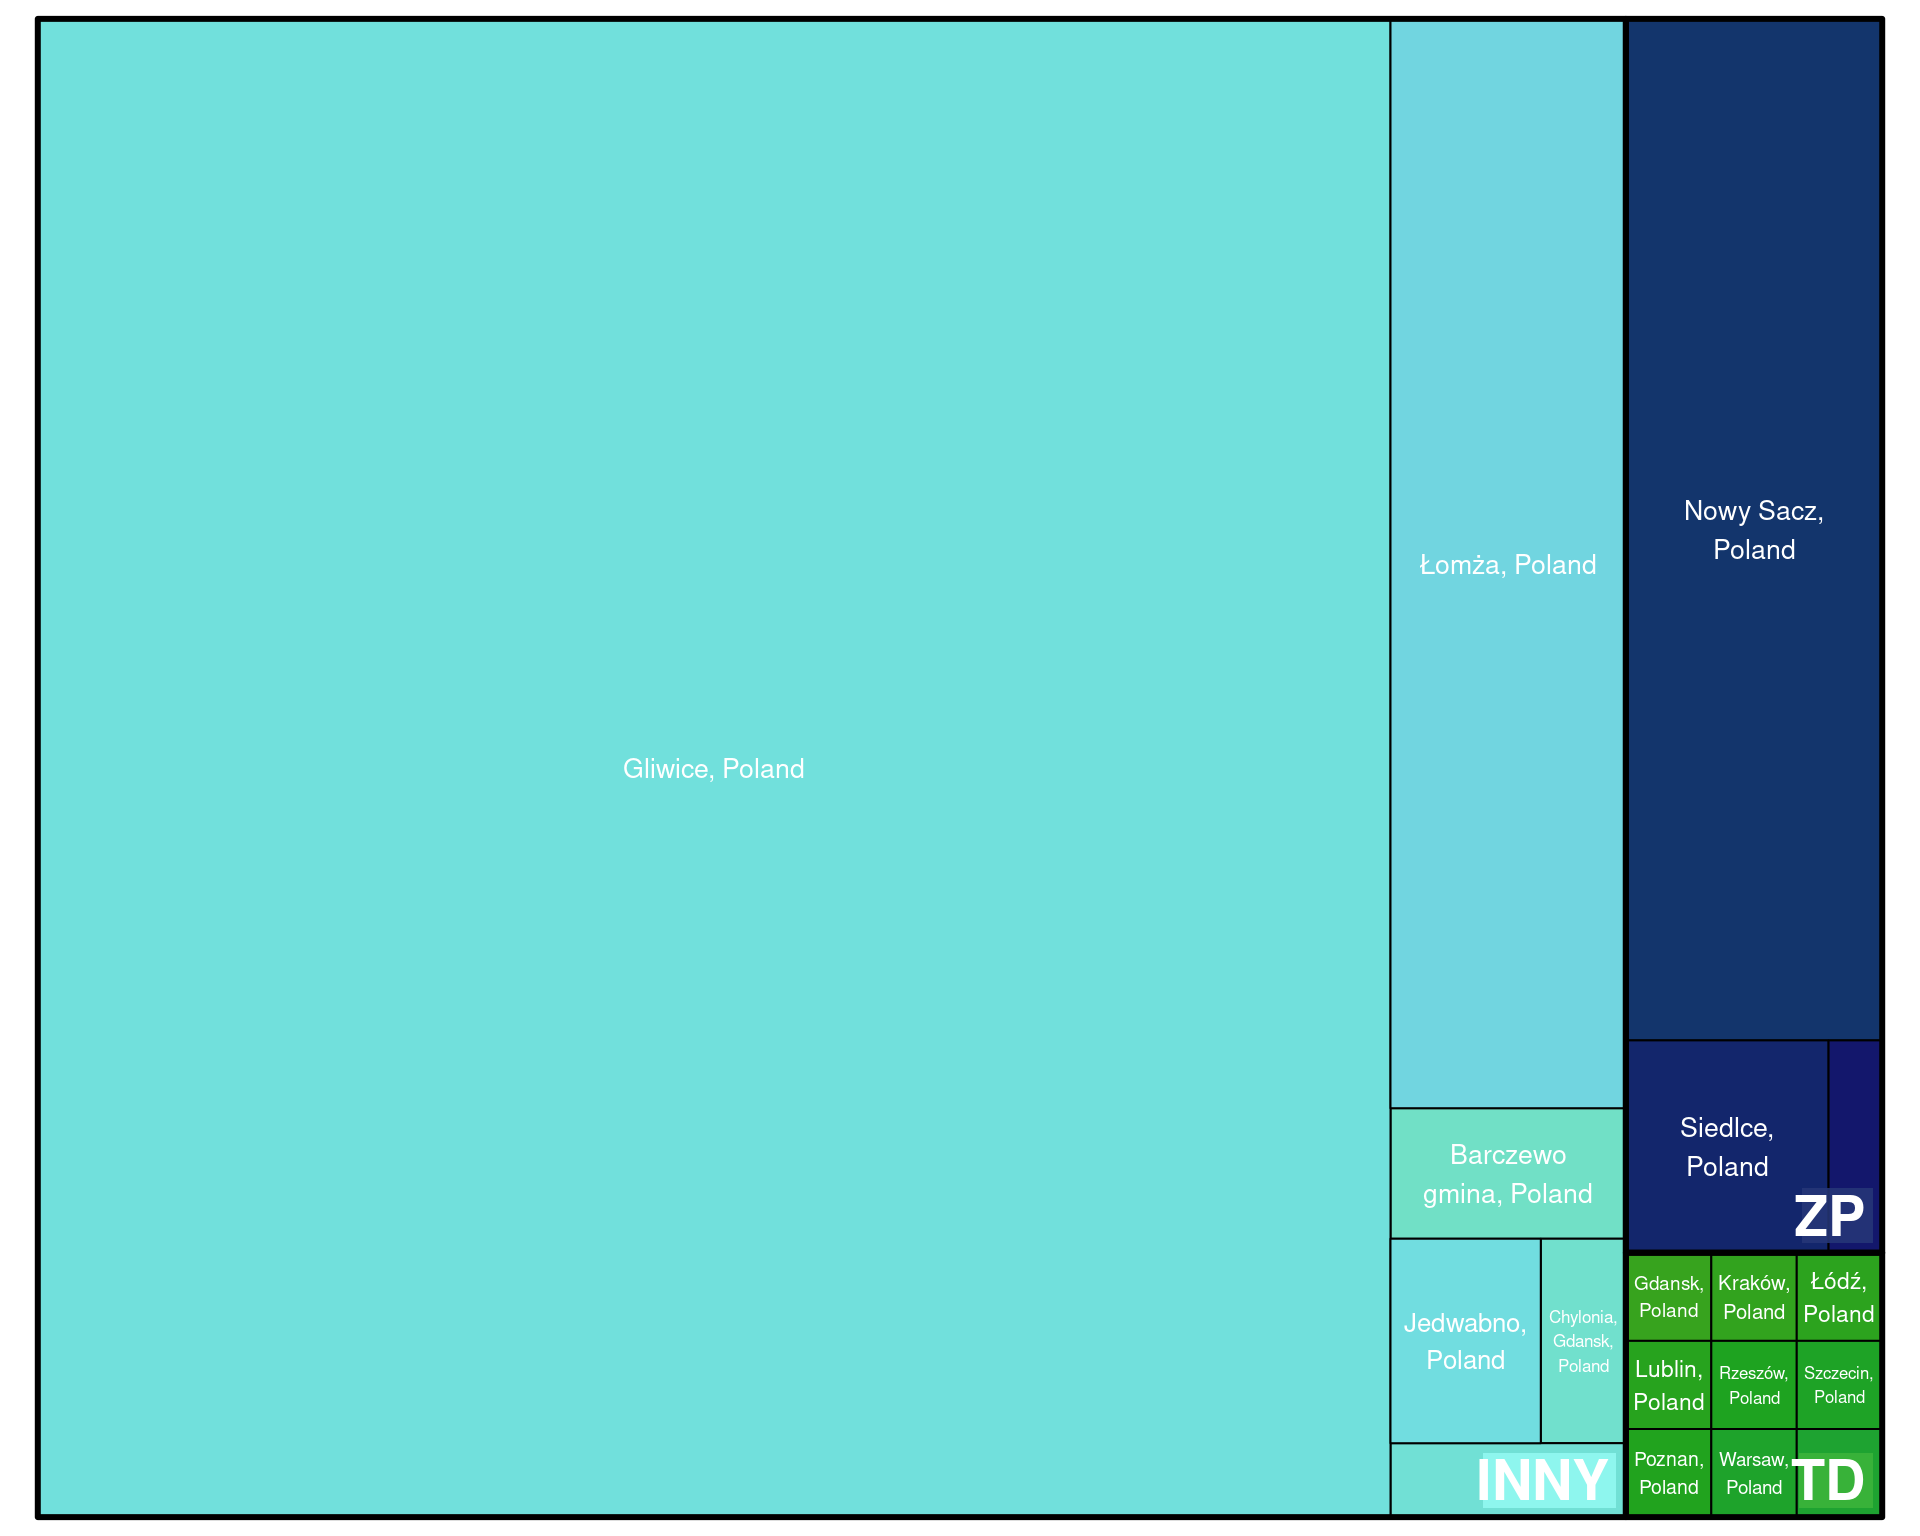 Gliwice, Poland
Łomża, Poland
Barczewo
gmina, Poland
Jedwabno,
Poland
Chylonia,
Gdansk,
Poland
INNY
Nowy Sacz,
Poland
Siedlce,
Poland
ZP
Gdansk,
Poland
Kraków,
Poland
Łódź,
Poland
Lublin,
Poland
Rzeszów,
Poland
Szczecin,
Poland
Poznan,
Poland
Warsaw,
Poland
TD